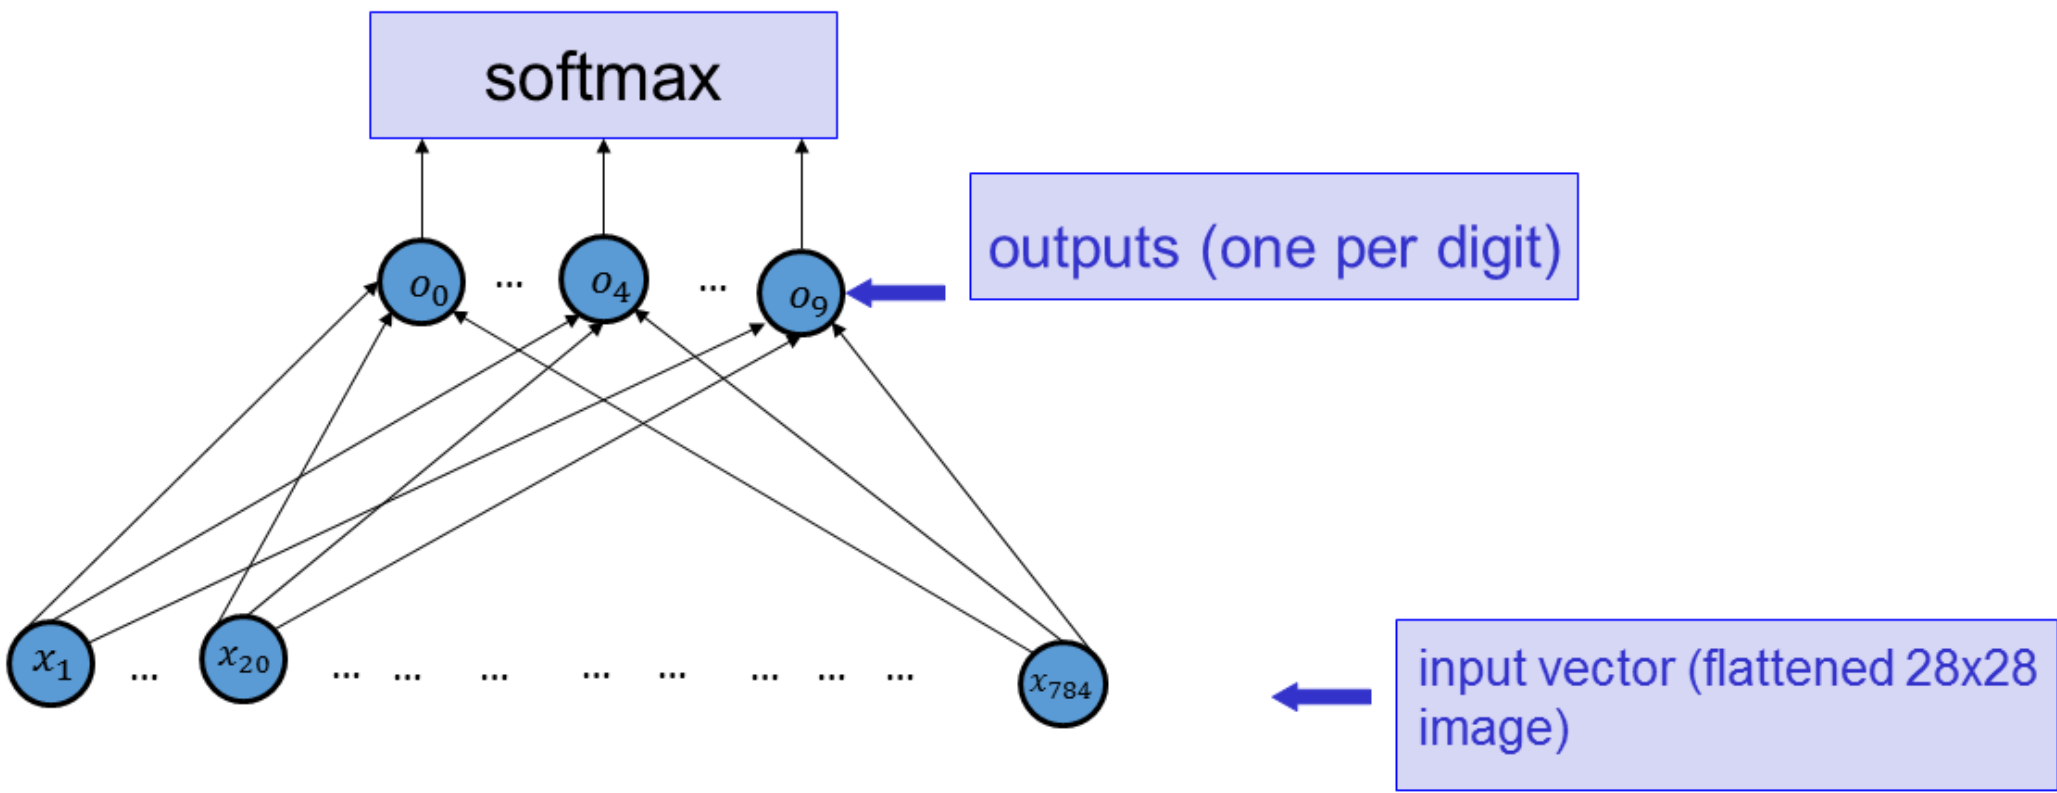 softmax
outputs (one per digit)
o0 ... o4 ... o9
x1 ... x20 ... ... ... ... ... ... ... ... x784
input vector (flattened 28x28
image)